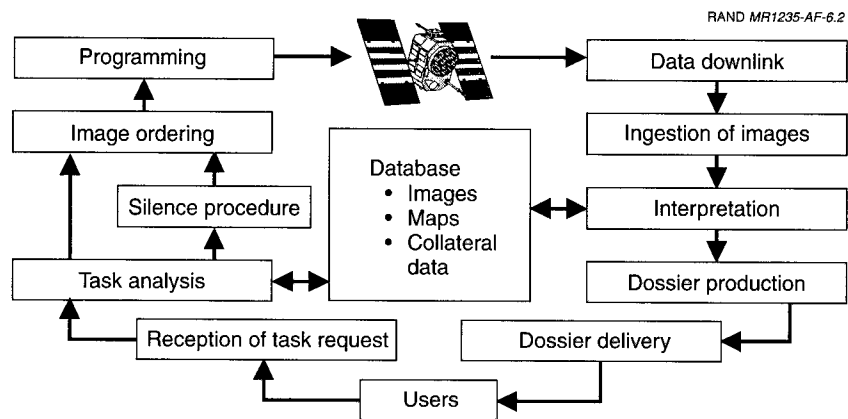 RAND MR1235-AF-6.2
Programming
Data downlink
Image ordering
Ingestion of images
Database
• Images
• Maps
• Collateral
data
Silence procedure
Interpretation
Task analysis
Dossier production
Reception of task request
Dossier delivery
Users